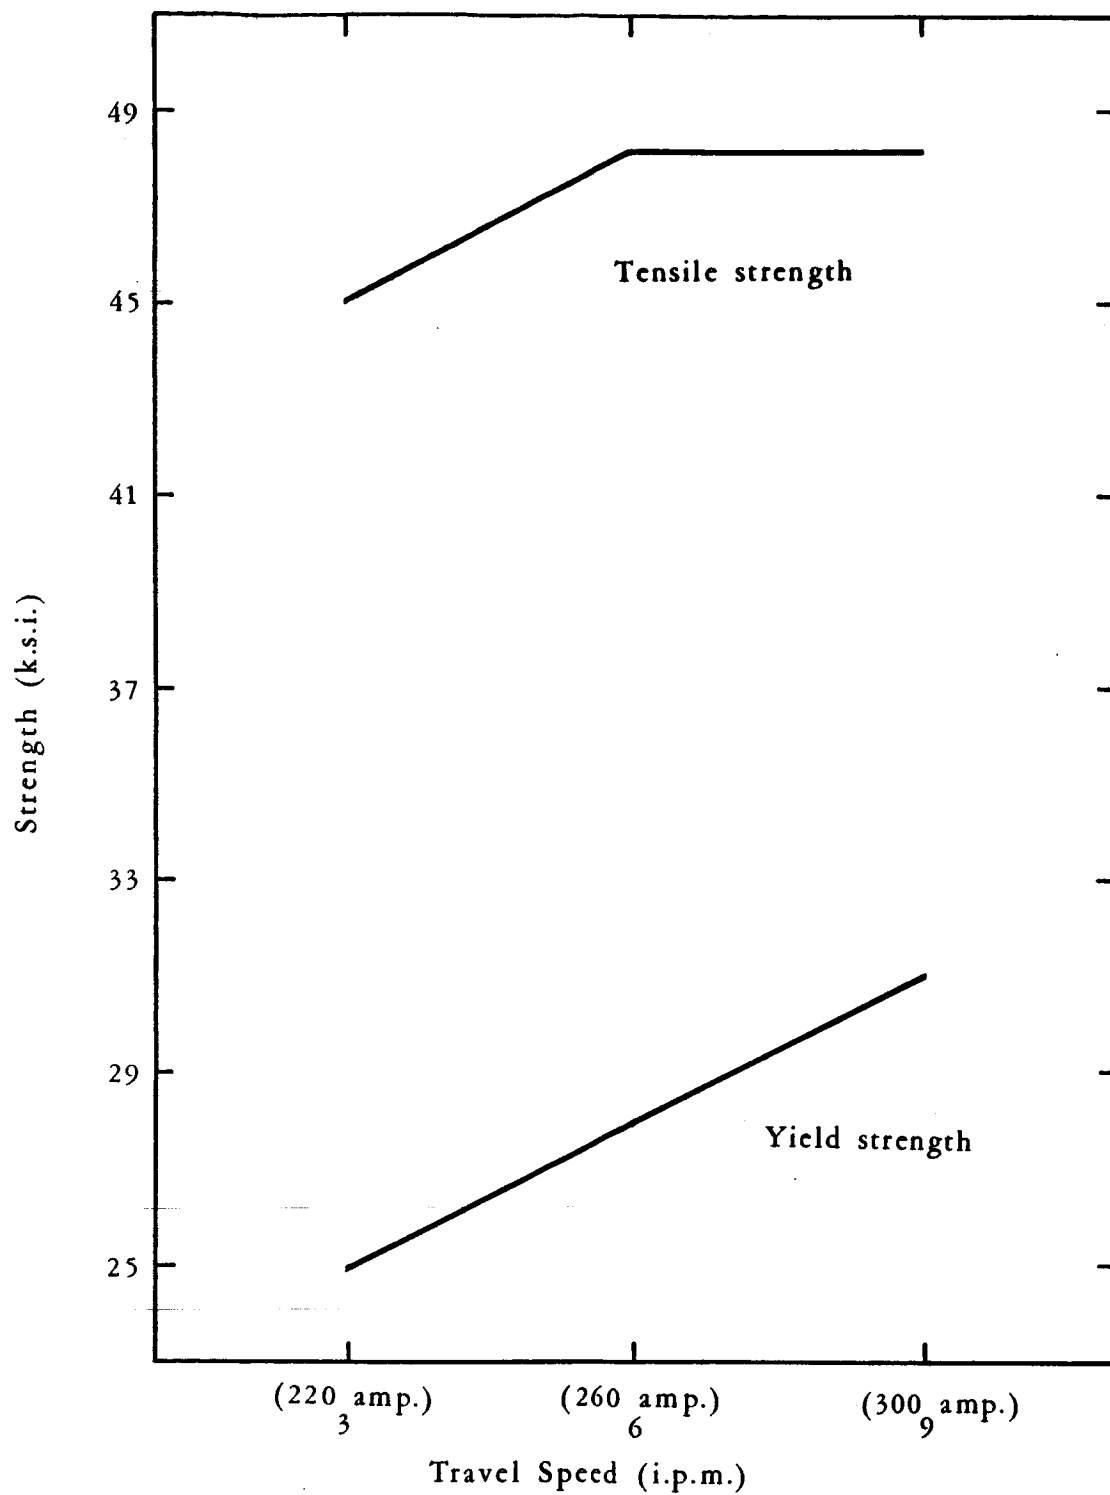 49
Tensile strength
45
41
Strength (k.s.i.)
37
33
29
Yield strength
25
(220 amp.) (260 amp.) (300 amp.)
3 6 9
Travel Speed (i.p.m.)